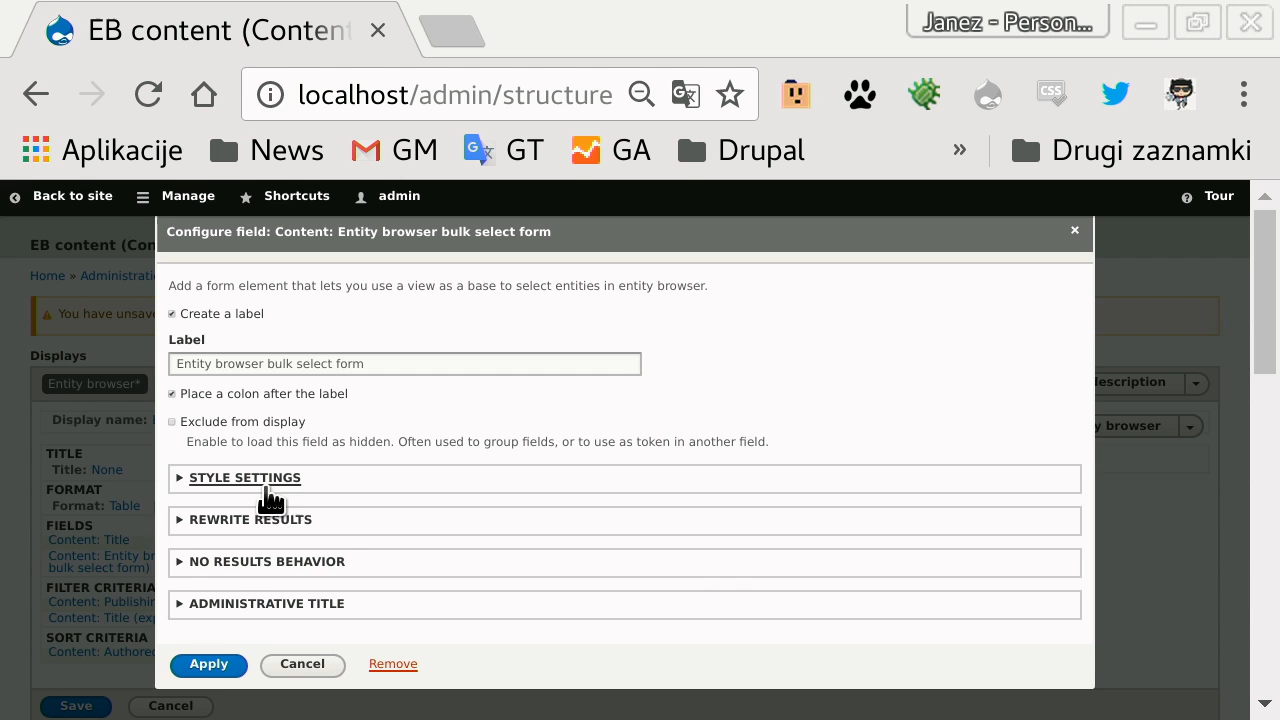 EB content (Content
Janez - Person...
localhost/admin/structure
CSS
Aplikacije
News
GM
GT
GA
Drupal
»
Drugi zaznamki
Back to site
Manage
Shortcuts
admin
Tour
EB content (Con
Configure field: Content: Entity browser bulk select form
Home » Administrati
Add a form element that lets you use a view as a base to select entities in entity browser.
You have unsav
Create a label
Label
Displays
Entity browser bulk select form
Entity browser*
description
Place a colon after the label
Display name:
Exclude from display
y browser
Enable to load this field as hidden. Often used to group fields, or to use as token in another field.
TITLE
Title: None
STYLE SETTINGS
FORMAT
Format: Table
REWRITE RESULTS
FIELDS
Content: Title
Content: Entity br
bulk select form)
NO RESULTS BEHAVIOR
FILTER CRITERIA
Content: Publishin
ADMINISTRATIVE TITLE
Content: Title (exp
SORT CRITERIA
Content: Authored
Apply
Cancel
Remove
Save
Cancel